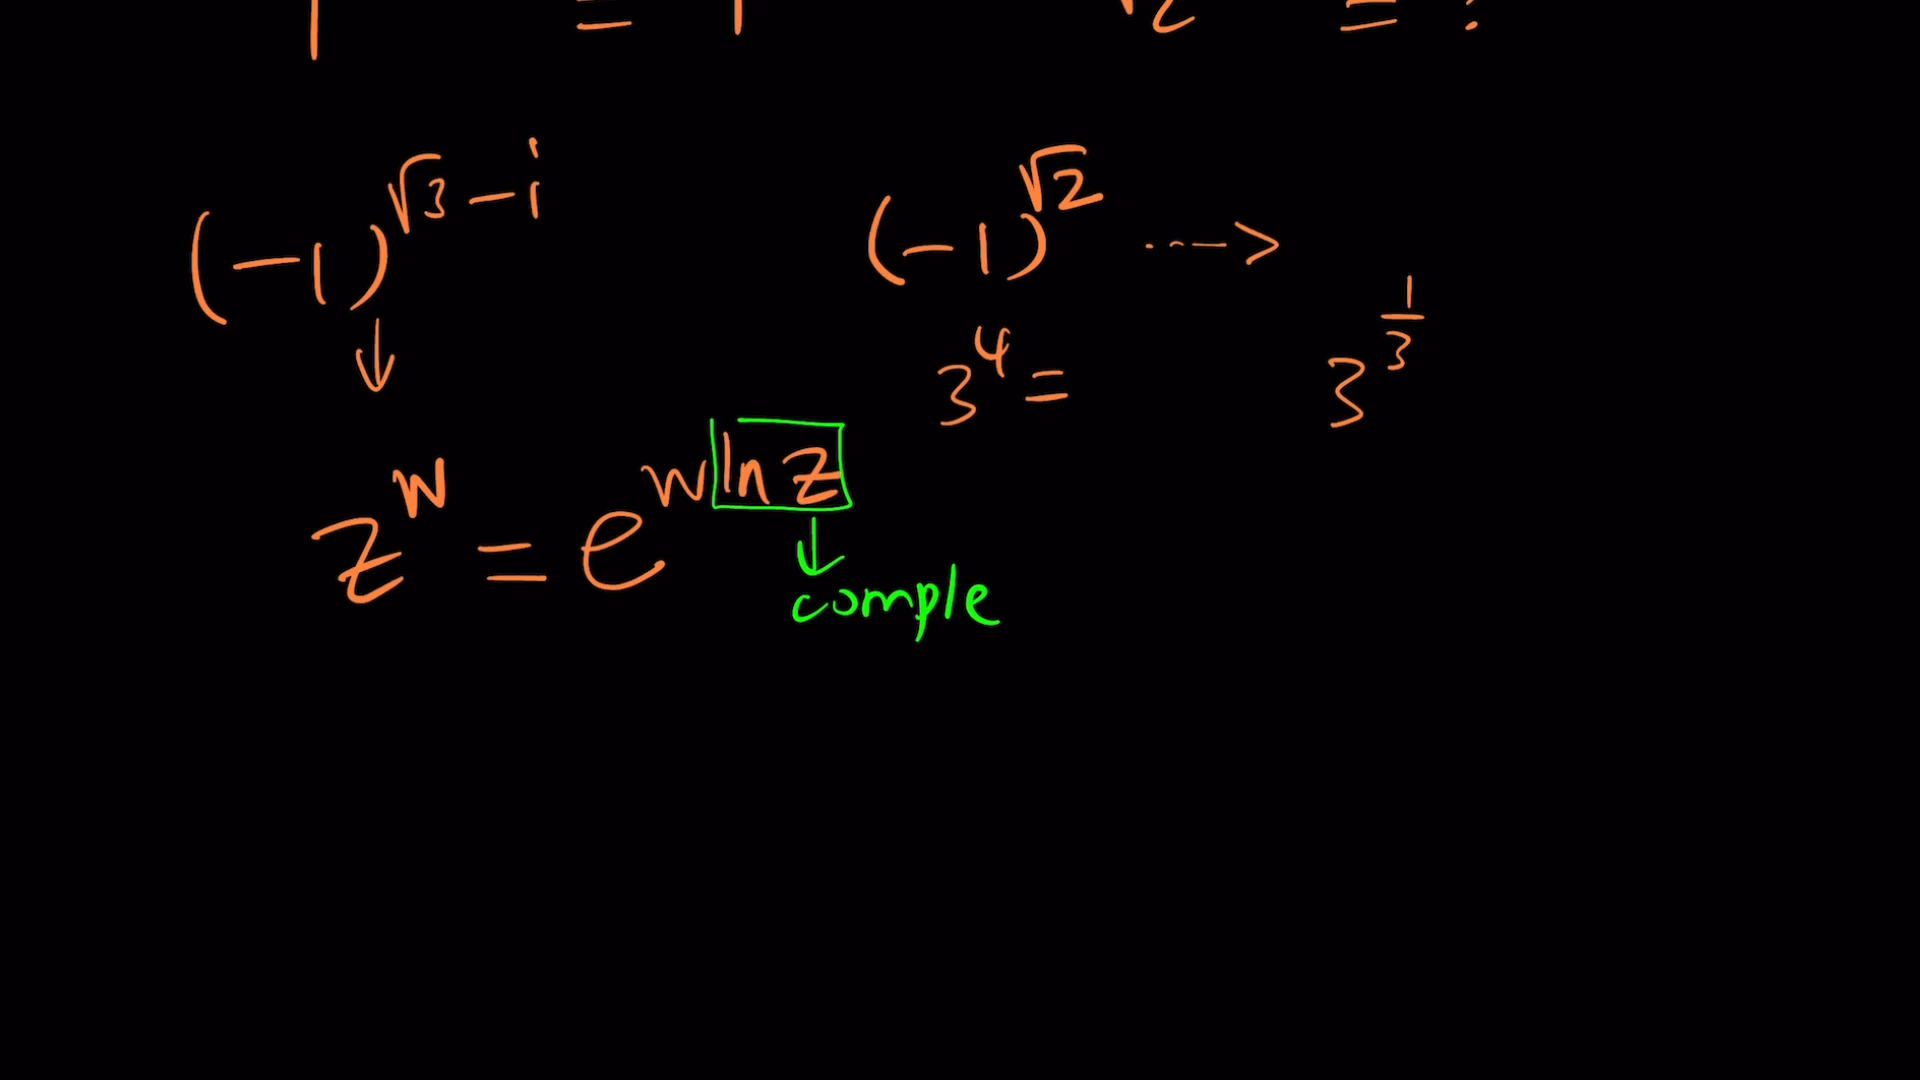 (-1)^{√3-i}
(-1)^{√2} ---->
3^4 = 3^{1/3}
z^w = e^{w ln z}
comple